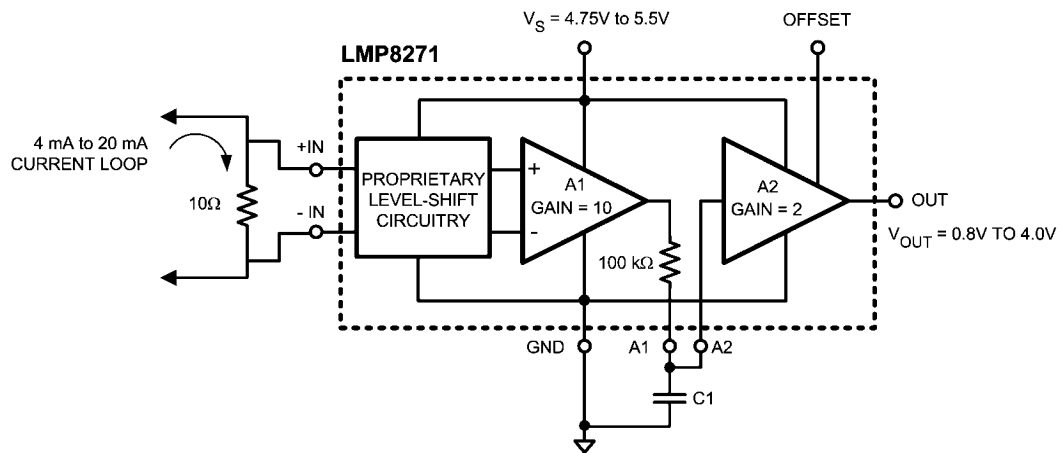 V_S = 4.75V to 5.5V
OFFSET
LMP8271
4 mA to 20 mA
CURRENT LOOP
+IN
10Ω
- IN
PROPRIETARY
LEVEL-SHIFT
CIRCUITRY
+
-
A1
GAIN = 10
100 kΩ
A2
GAIN = 2
OUT
V_OUT = 0.8V TO 4.0V
GND
A1
A2
C1